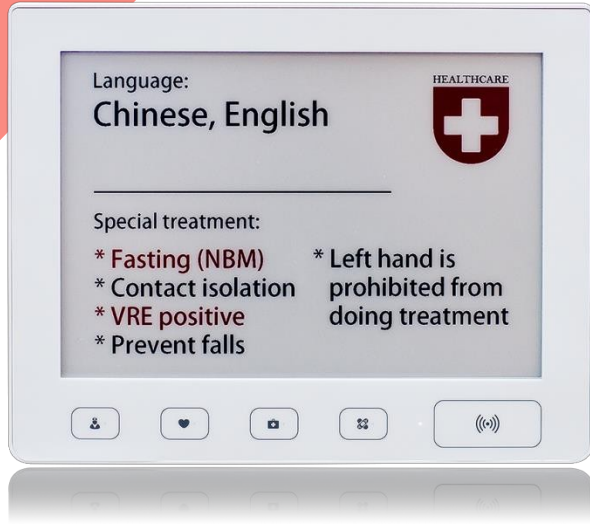 Language:
Chinese, English
HEALTHCARE
Special treatment:
* Fasting (NBM)
* Contact isolation
* VRE positive
* Prevent falls
* Left hand is
prohibited from
doing treatment